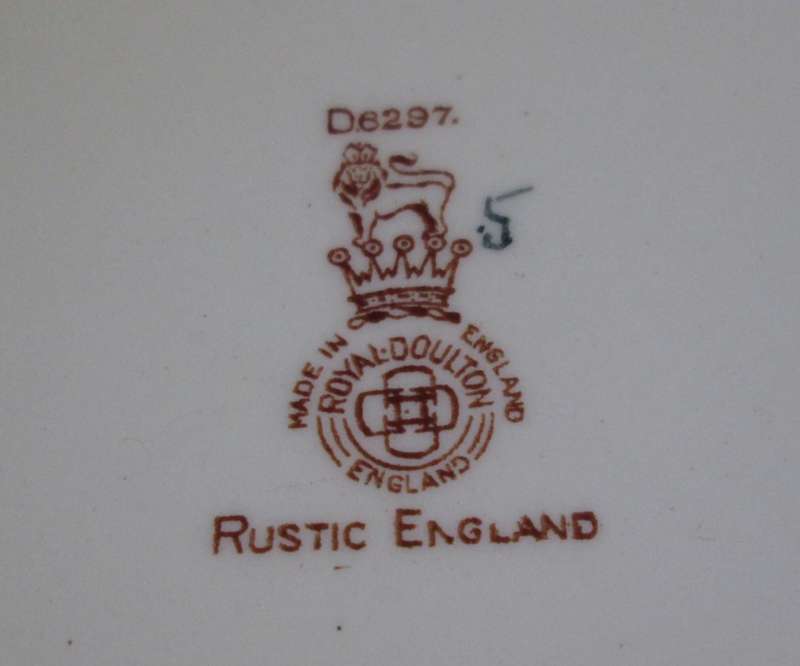 D6297.
5
MADE IN ENGLAND
ROYAL·DOULTON
ENGLAND
RUSTIC ENGLAND